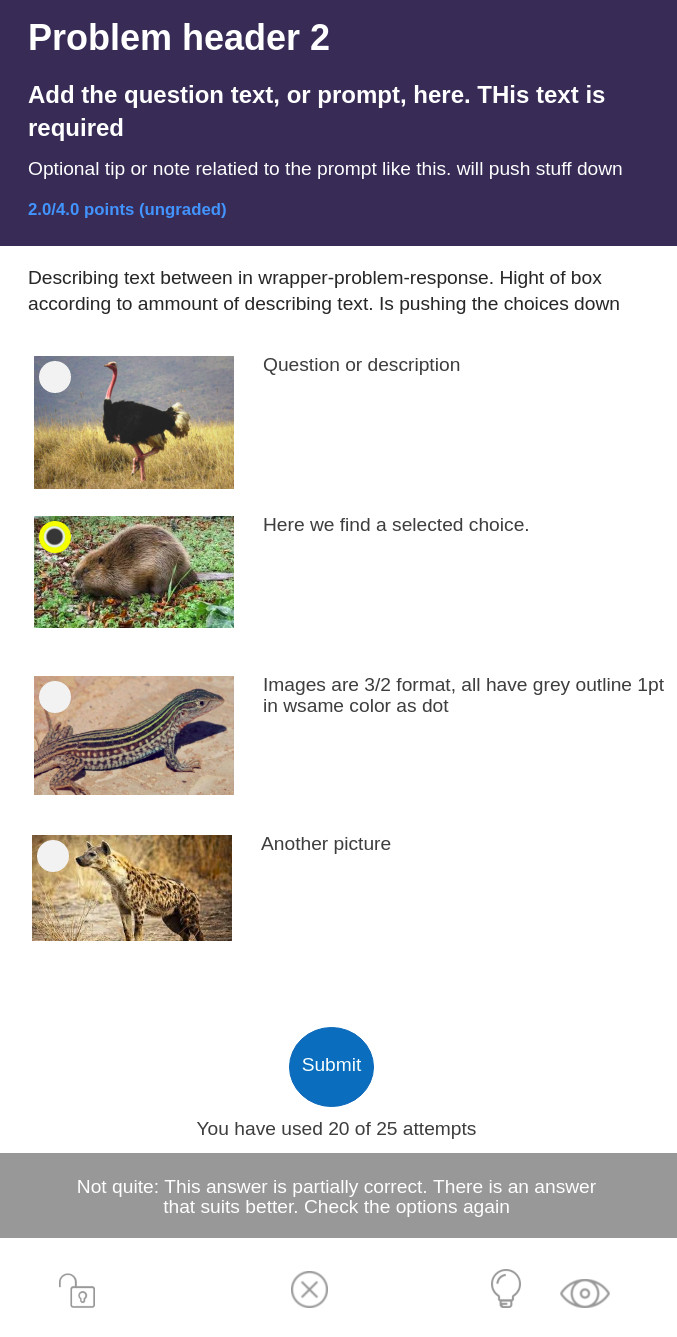 Problem header 2
Add the question text, or prompt, here. THis text is
required
Optional tip or note relatied to the prompt like this. will push stuff down
2.0/4.0 points (ungraded)
Describing text between in wrapper-problem-response. Hight of box
according to ammount of describing text. Is pushing the choices down
Question or description
Here we find a selected choice.
Images are 3/2 format, all have grey outline 1pt
in wsame color as dot
Another picture
Submit
You have used 20 of 25 attempts
Not quite: This answer is partially correct. There is an answer
that suits better. Check the options again